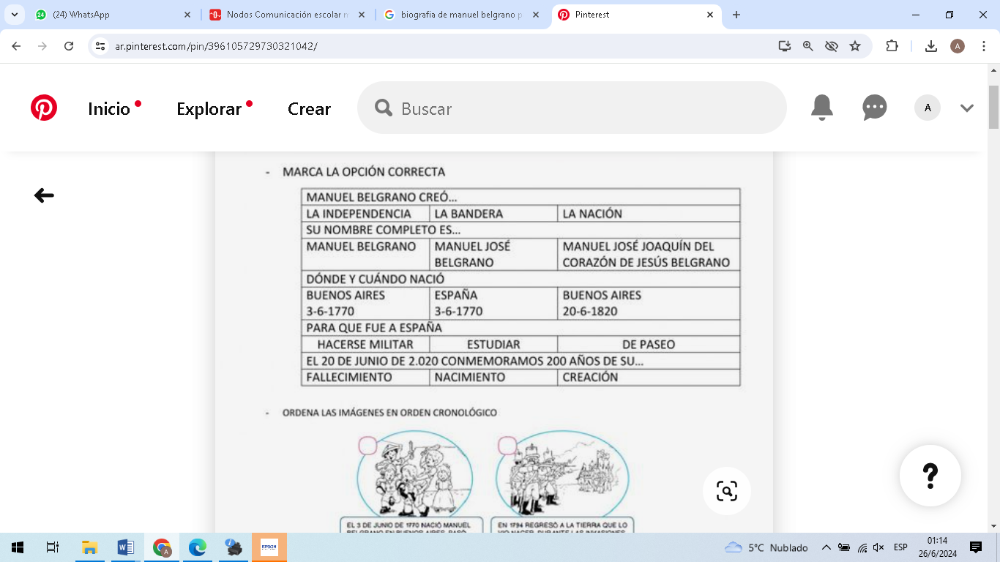 (24) WhatsApp
Nodos Comunicación escolar n
biografia de manuel belgrano p
Pinterest
ar.pinterest.com/pin/396105729730321042/
A
Inicio
Explorar
Crear
Buscar
A
- MARCA LA OPCIÓN CORRECTA
MANUEL BELGRANO CREÓ...
LA INDEPENDENCIA LA BANDERA LA NACIÓN
SU NOMBRE COMPLETO ES...
MANUEL BELGRANO MANUEL JOSÉ MANUEL JOSÉ JOAQUÍN DEL
BELGRANO CORAZÓN DE JESÚS BELGRANO
DÓNDE Y CUÁNDO NACIÓ
BUENOS AIRES ESPAÑA BUENOS AIRES
3-6-1770 3-6-1770 20-6-1820
PARA QUE FUE A ESPAÑA
HACERSE MILITAR ESTUDIAR DE PASEO
EL 20 DE JUNIO DE 2.020 CONMEMORAMOS 200 AÑOS DE SU...
FALLECIMIENTO NACIMIENTO CREACIÓN
- ORDENA LAS IMÁGENES EN ORDEN CRONOLÓGICO
EL 3 DE JUNIO DE 1770 NACIÓ MANUEL
BELGRANO EN BUENOS AIRES. PASÓ
EN 1794 REGRESÓ A LA TIERRA QUE LO
VIO NACER. DURANTE LAS INVASIONES
?
EPSON
5°C Nublado
ESP
01:14
26/6/2024